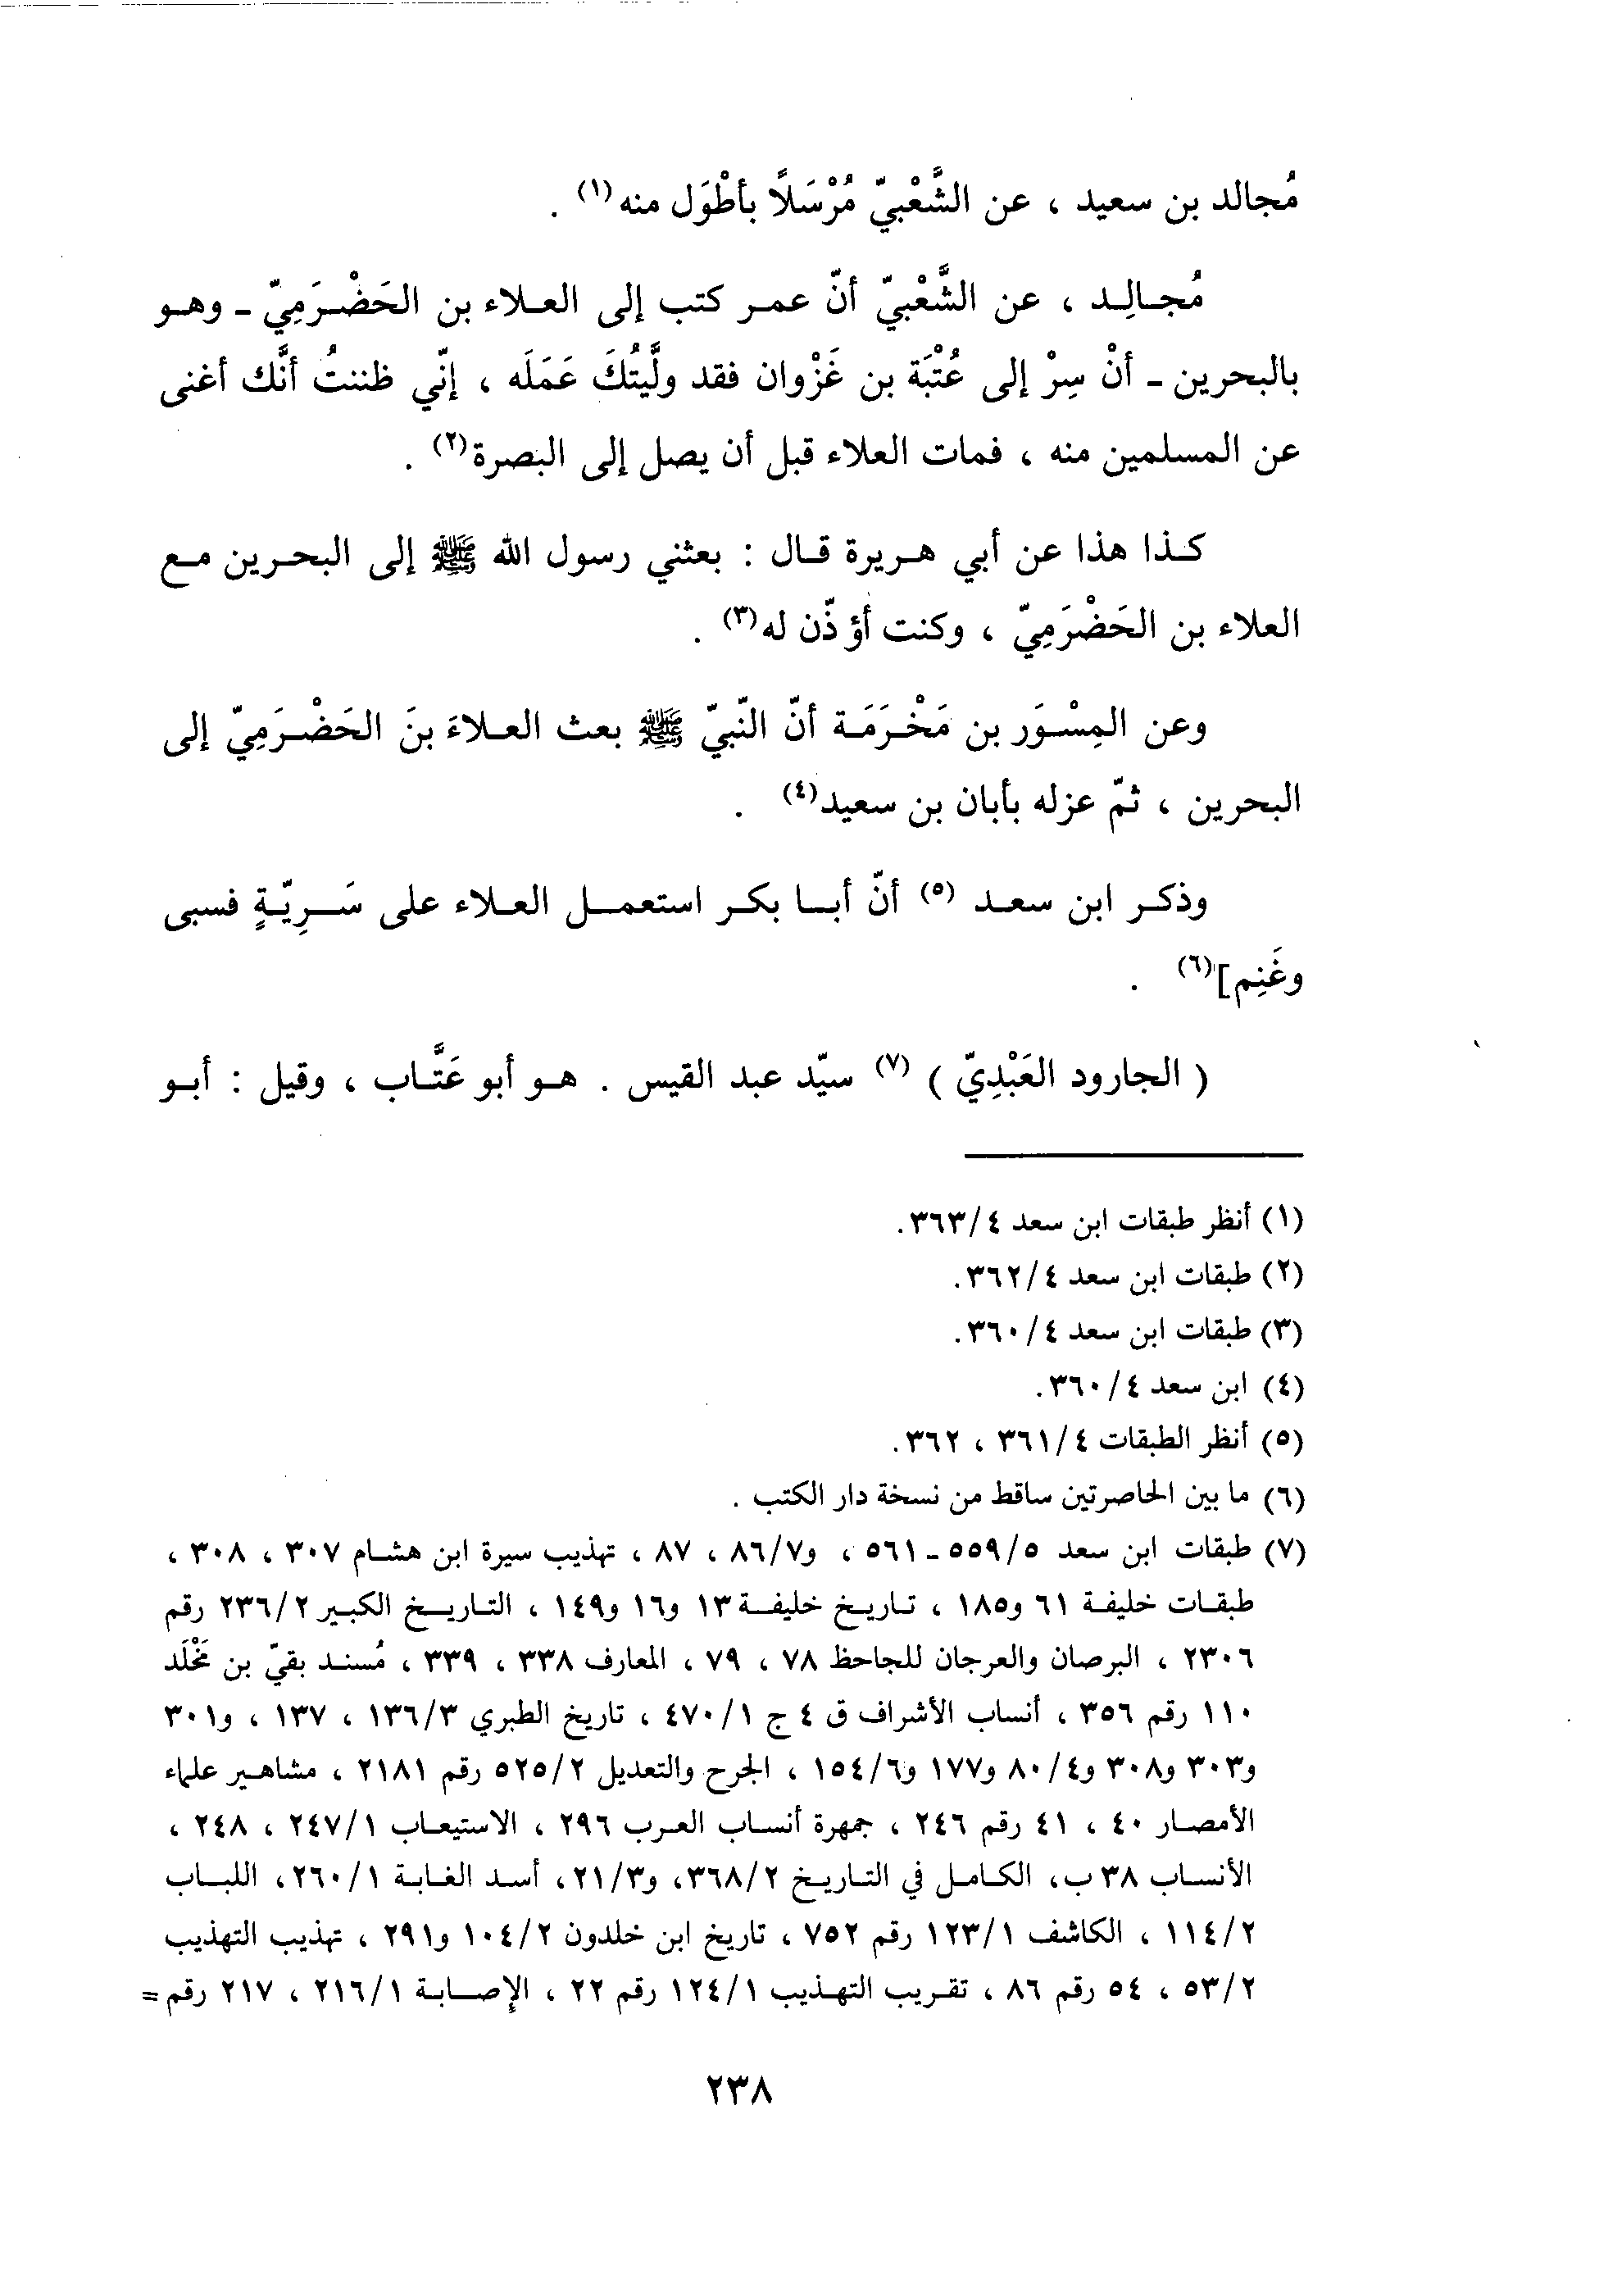 مُجالد بن سعيد ، عن الشَّعْبيّ مُرْسَلًا بأطْوَل منه(١) .
مُجالِد ، عن الشَّعْبيّ أنّ عمر كتب إلى العلاء بن الحَضْرَمِيّ - وهو
بالبحرين - أنْ سِرْ إلى عُتْبَة بن غَزْوان فقد ولَّيتُكَ عَمَلَه ، إنّي ظننتُ أنَّك أغنى
عن المسلمين منه ، فمات العلاء قبل أن يصل إلى البصرة(٢) .
كذا هذا عن أبي هريرة قال : بعثني رسول الله ﷺ إلى البحرين مع
العلاء بن الحَضْرَمِيّ ، وكنت أؤذّن له(٣) .
وعن المِسْوَر بن مَخْرَمَة أنّ النّبيّ ﷺ بعث العلاءَ بنَ الحَضْرَمِيّ إلى
البحرين ، ثمّ عزله بأبان بن سعيد(٤) .
وذكر ابن سعد (٥) أنّ أبا بكر استعمل العلاء على سَرِيّةٍ فسبى
وغَنِم](٦) .
( الجارود العَبْدِيّ ) (٧) سيّد عبد القيس . هو أبو عَتَّاب ، وقيل : أبو
(١) أنظر طبقات ابن سعد ٤/ ٣٦٣.
(٢) طبقات ابن سعد ٤/ ٣٦٢.
(٣) طبقات ابن سعد ٤/ ٣٦٠.
(٤) ابن سعد ٤/ ٣٦٠.
(٥) أنظر الطبقات ٤/ ٣٦١ ، ٣٦٢.
(٦) ما بين الحاصرتين ساقط من نسخة دار الكتب .
(٧) طبقات ابن سعد ٥/ ٥٥٩ - ٥٦١ ، و٧/ ٨٦ ، ٨٧ ، تهذيب سيرة ابن هشام ٣٠٧ ، ٣٠٨ ،
طبقات خليفة ٦١ و١٨٥ ، تاريخ خليفة ١٣ و١٦ و١٤٩ ، التاريخ الكبير ٢/ ٢٣٦ رقم
٢٣٠٦ ، البرصان والعرجان للجاحظ ٧٨ ، ٧٩ ، المعارف ٣٣٨ ، ٣٣٩ ، مُسند بقيّ بن مَخْلَد
١١٠ رقم ٣٥٦ ، أنساب الأشراف ق ٤ ج ١/ ٤٧٠ ، تاريخ الطبري ٣/ ١٣٦ ، ١٣٧ ، و٣٠١
و٣٠٣ و٣٠٨ و٤/ ٨٠ و١٧٧ و٦/ ١٥٤ ، الجرح والتعديل ٢/ ٥٢٥ رقم ٢١٨١ ، مشاهير علماء
الأمصار ٤٠ ، ٤١ رقم ٢٤٦ ، جمهرة أنساب العرب ٢٩٦ ، الاستيعاب ١/ ٢٤٧ ، ٢٤٨ ،
الأنساب ٣٨ ب، الكامل في التاريخ ٢/ ٣٦٨، و٣/ ٢١، أسد الغابة ١/ ٢٦٠، اللباب
٢/ ١١٤ ، الكاشف ١/ ١٢٣ رقم ٧٥٢ ، تاريخ ابن خلدون ٢/ ١٠٤ و٢٩١ ، تهذيب التهذيب
٢/ ٥٣ ، ٥٤ رقم ٨٦ ، تقريب التهذيب ١/ ١٢٤ رقم ٢٢ ، الإصابة ١/ ٢١٦ ، ٢١٧ رقم =
٢٣٨